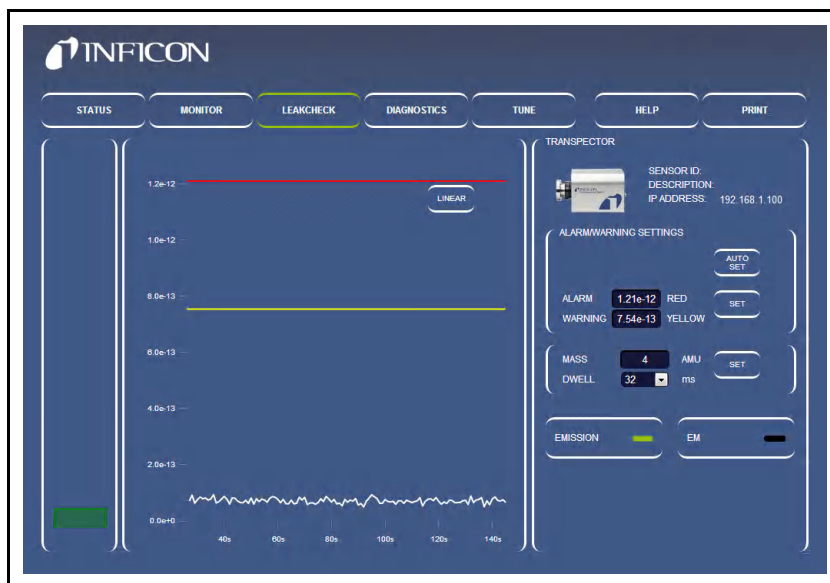 INFICON
STATUS
MONITOR
LEAKCHECK
DIAGNOSTICS
TUNE
HELP
PRINT
1.2e-12
1.0e-12
8.0e-13
6.0e-13
4.0e-13
2.0e-13
0.0e+0
40s
60s
80s
100s
120s
140s
LINEAR
TRANSPECTOR
SENSOR ID:
DESCRIPTION:
IP ADDRESS: 192.168.1.100
ALARM/WARNING SETTINGS
AUTO
SET
ALARM 1.21e-12 RED
SET
WARNING 7.54e-13 YELLOW
MASS 4 AMU
SET
DWELL 32 ms
EMISSION
EM